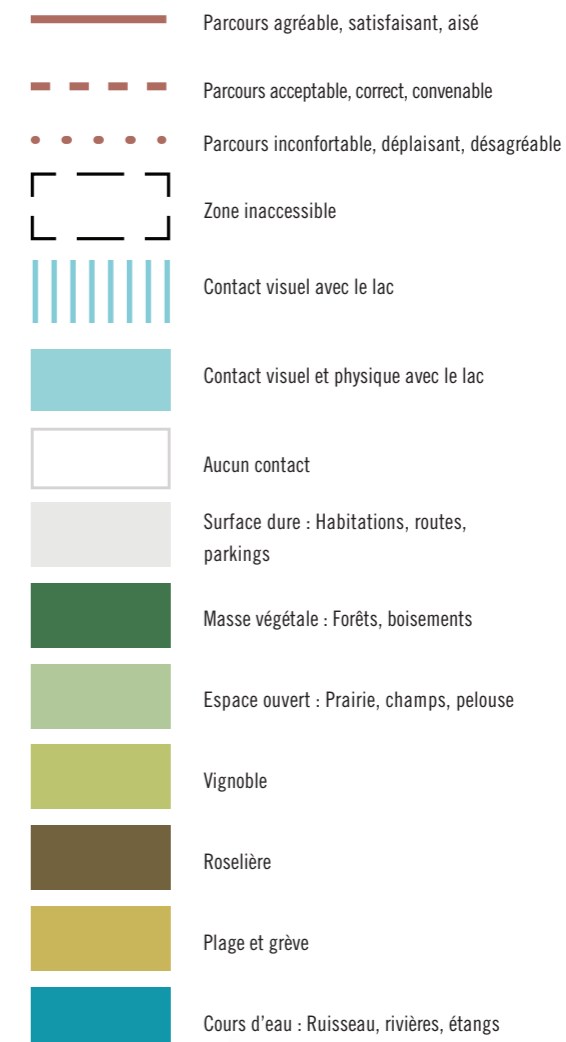 Parcours agréable, satisfaisant, aisé
Parcours acceptable, correct, convenable
Parcours inconfortable, déplaisant, désagréable
Zone inaccessible
Contact visuel avec le lac
Contact visuel et physique avec le lac
Aucun contact
Surface dure : Habitations, routes,
parkings
Masse végétale : Forêts, boisements
Espace ouvert : Prairie, champs, pelouse
Vignoble
Roselière
Plage et grève
Cours d'eau : Ruisseau, rivières, étangs